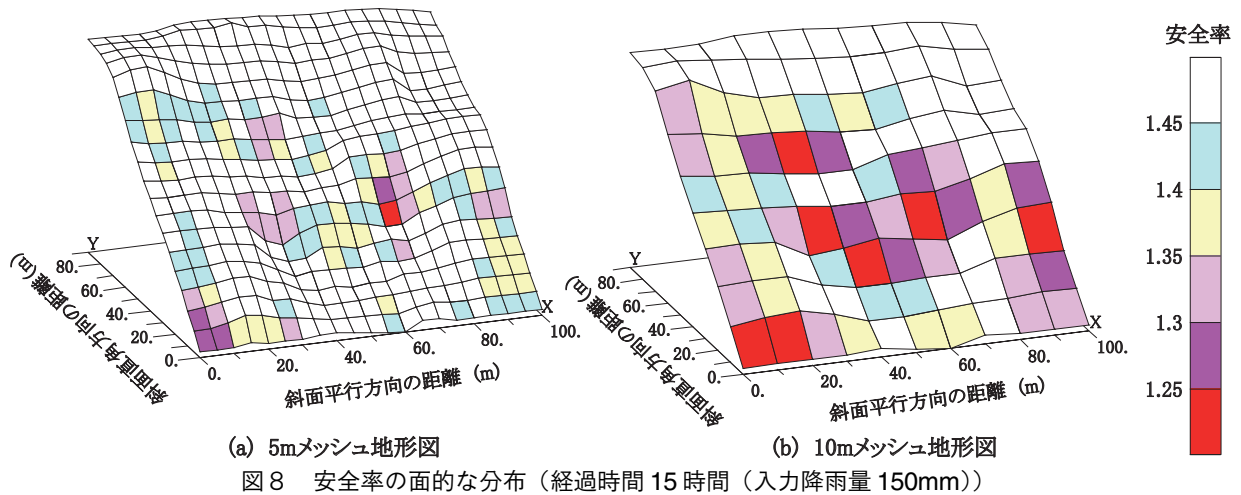 安全率
1.45
1.4
1.35
1.3
1.25
Y
80.
60.
40.
20.
0.
斜面直角方向の距離(m)
0.
20.
40.
60.
80.
100.
X
斜面平行方向の距離 (m)
(a) 5mメッシュ地形図
Y
80.
60.
40.
20.
0.
斜面直角方向の距離(m)
0.
20.
40.
60.
80.
100.
X
斜面平行方向の距離 (m)
(b) 10mメッシュ地形図
図8 安全率の面的な分布（経過時間 15 時間（入力降雨量 150mm））